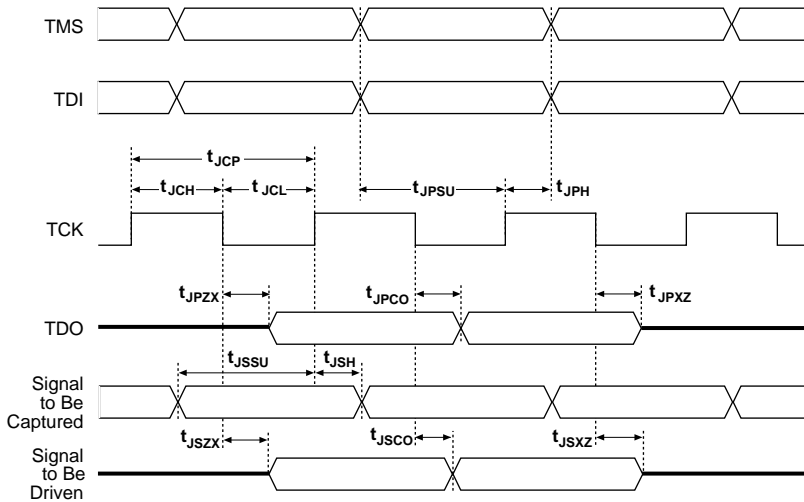 TMS
TDI
tJCP
tJCH
tJCL
tJPSU
tJPH
TCK
tJPZX
tJPCO
tJPXZ
TDO
tJSSU
tJSH
Signal
to Be
Captured
tJSZX
tJSCO
tJSXZ
Signal
to Be
Driven